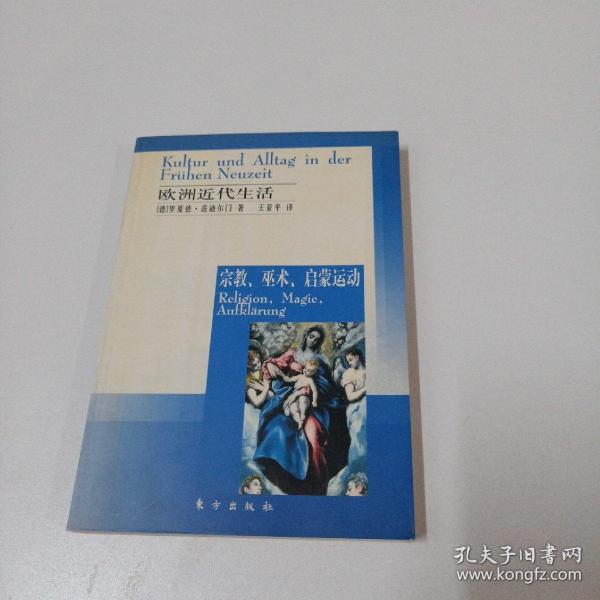 Kultur und Alltag in der
Frühen Neuzeit
欧洲近代生活
[德]里夏德·范迪尔门 著 王亚平 译
宗教、巫术、启蒙运动
Religion, Magie,
Aufklärung
东方出版社
孔夫子旧书网
www.kongfz.com